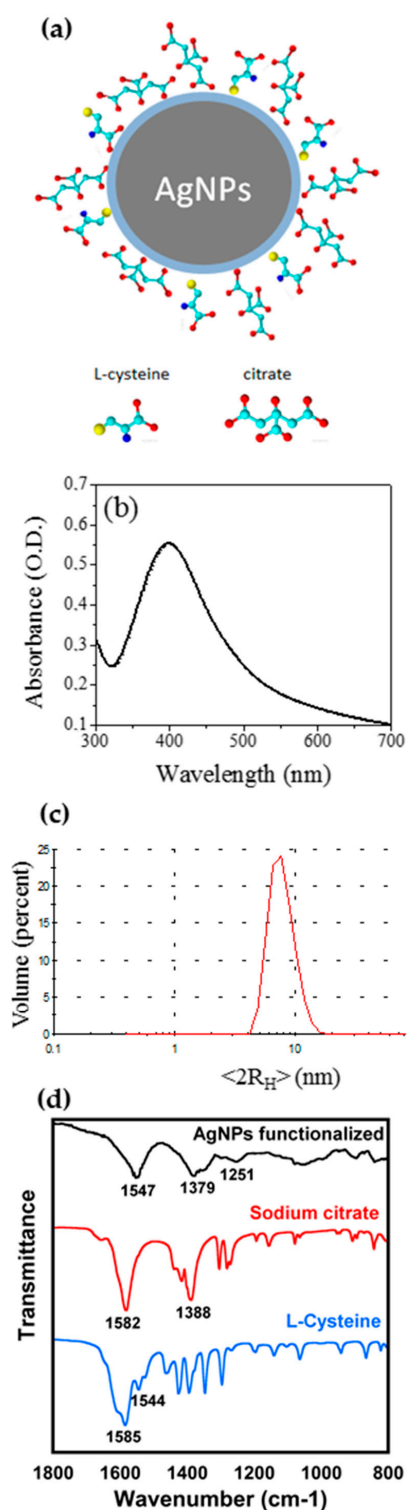 (a)
AgNPs
L-cysteine citrate
(b)
Absorbance (O.D.)
0.7
0.6
0.5
0.4
0.3
0.2
0.1
300 400 500 600 700
Wavelength (nm)
(c)
Volume (percent)
25
20
15
10
5
0
0.1 1 10
<2R_H> (nm)
(d)
Transmittance
AgNPs functionalized
1547 1379 1251
Sodium citrate
1582 1388
L-Cysteine
1544
1585
1800 1600 1400 1200 1000 800
Wavenumber (cm-1)